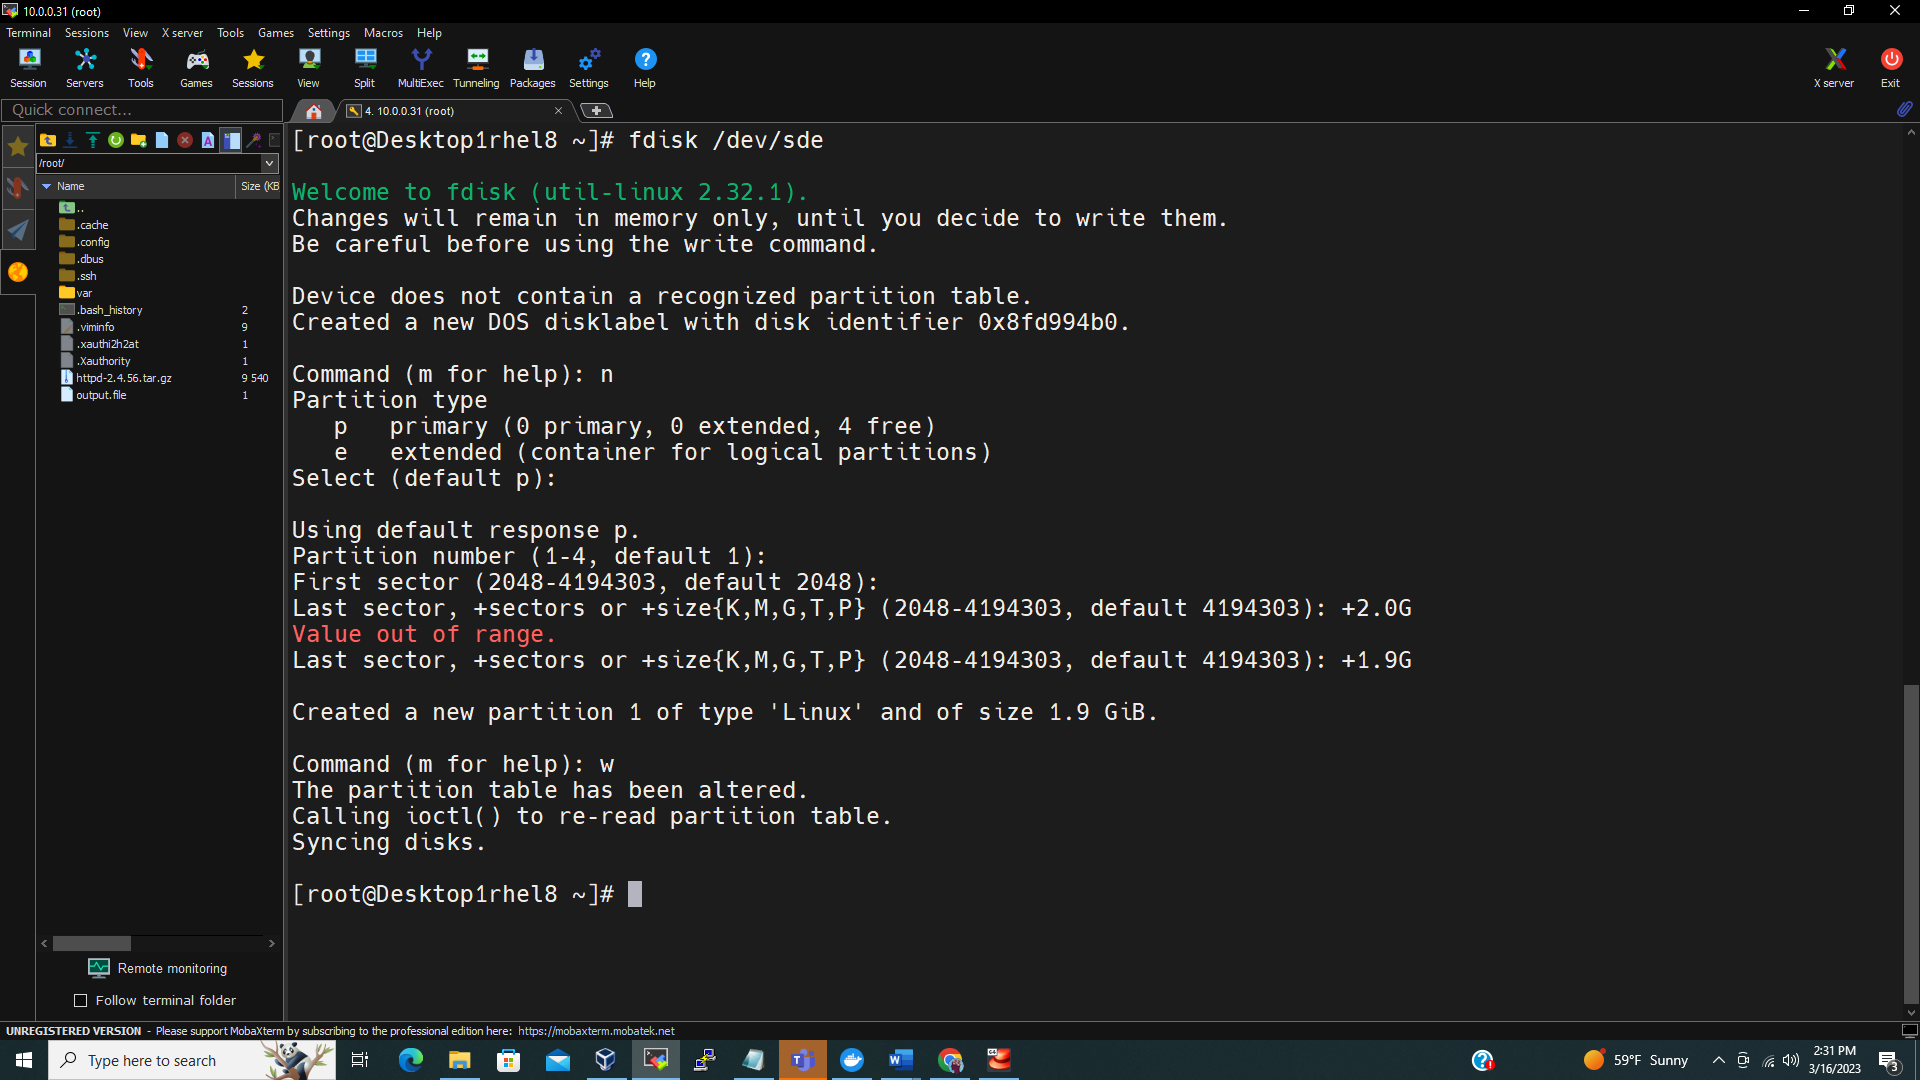 10.0.0.31 (root)
Terminal Sessions View X server Tools Games Settings Macros Help
Session Servers Tools Games Sessions View Split MultiExec Tunneling Packages Settings Help X server Exit
Quick connect...
4. 10.0.0.31 (root)
/root/
Name Size (KB
..
.cache
.config
.dbus
.ssh
var
.bash_history 2
.viminfo 9
.xauthi2h2at 1
.Xauthority 1
httpd-2.4.56.tar.gz 9 540
output.file 1
Remote monitoring
Follow terminal folder
[root@Desktop1rhel8 ~]# fdisk /dev/sde
Welcome to fdisk (util-linux 2.32.1).
Changes will remain in memory only, until you decide to write them.
Be careful before using the write command.
Device does not contain a recognized partition table.
Created a new DOS disklabel with disk identifier 0x8fd994b0.
Command (m for help): n
Partition type
p primary (0 primary, 0 extended, 4 free)
e extended (container for logical partitions)
Select (default p):
Using default response p.
Partition number (1-4, default 1):
First sector (2048-4194303, default 2048):
Last sector, +sectors or +size{K,M,G,T,P} (2048-4194303, default 4194303): +2.0G
Value out of range.
Last sector, +sectors or +size{K,M,G,T,P} (2048-4194303, default 4194303): +1.9G
Created a new partition 1 of type 'Linux' and of size 1.9 GiB.
Command (m for help): w
The partition table has been altered.
Calling ioctl() to re-read partition table.
Syncing disks.
[root@Desktop1rhel8 ~]#
UNREGISTERED VERSION - Please support MobaXterm by subscribing to the professional edition here: https://mobaxterm.mobatek.net
Type here to search
59°F Sunny
2:31 PM
3/16/2023
3